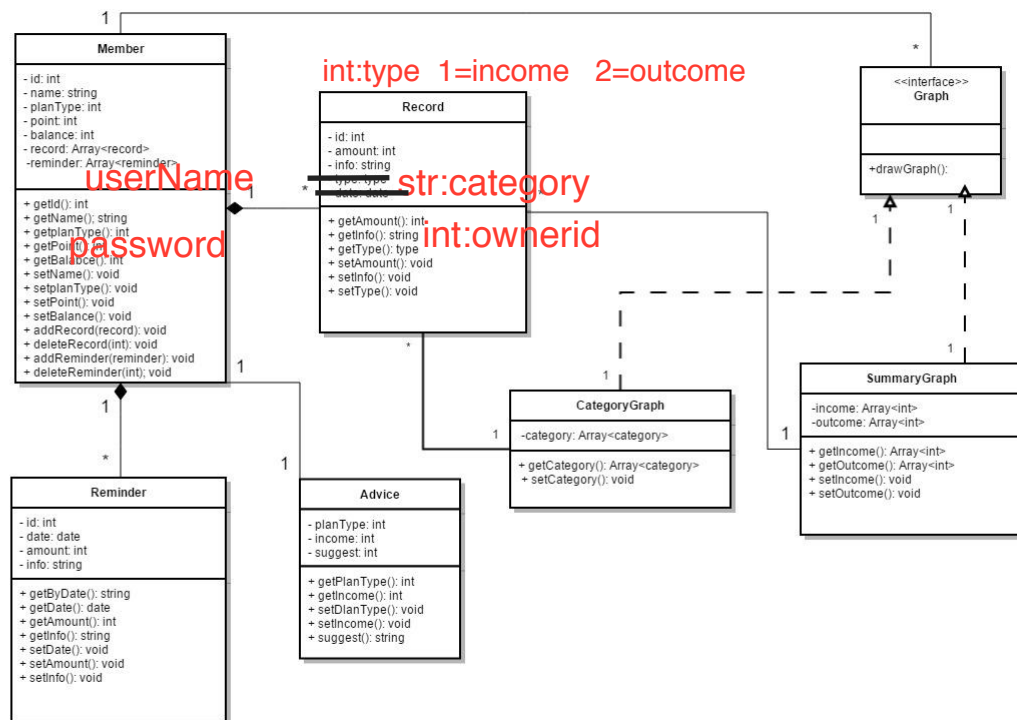 1
Member
- id: int
- name: string
- planType: int
- point: int
- balance: int
- record: Array<record>
-reminder: Array<reminder>
userName
+ getId(): int
+ getName(); string
+ getplanType(): int
+ getPoint(): int
password
+ getBalabce(): int
+ setName(): void
+ setplanType(): void
+ setPoint(): void
+ setBalance(): void
+ addRecord(record): void
+ deleteRecord(int): void
+ addReminder(reminder): void
+ deleteReminder(int); void
1
*
int:type 1=income 2=outcome
Record
- id: int
- amount: int
- info: string
- type: type
- date: date
str:category
*
+ getAmount(): int
+ getInfo(): string
+ getType(): type
+ setAmount(): void
+ setInfo(): void
+ setType(): void
int:ownerid
*
*
<<interface>>
Graph
+drawGraph():
1
1
1
1
CategoryGraph
-category: Array<category>
+ getCategory(): Array<category>
+ setCategory(): void
1
SummaryGraph
-income: Array<int>
-outcome: Array<int>
+ getIncome(): Array<int>
+ getOutcome(): Array<int>
+ setIncome(): void
+ setOutcome(): void
1
1
*
Reminder
- id: int
- date: date
- amount: int
- info: string
+ getByDate(): string
+ getDate(): date
+ getAmount(): int
+ getInfo(): string
+ setDate(): void
+ setAmount(): void
+ setInfo(): void
1
1
Advice
- planType: int
- income: int
- suggest: int
+ getPlanType(): int
+ getIncome(): int
+ setDlanType(): void
+ setIncome(): void
+ suggest(): string